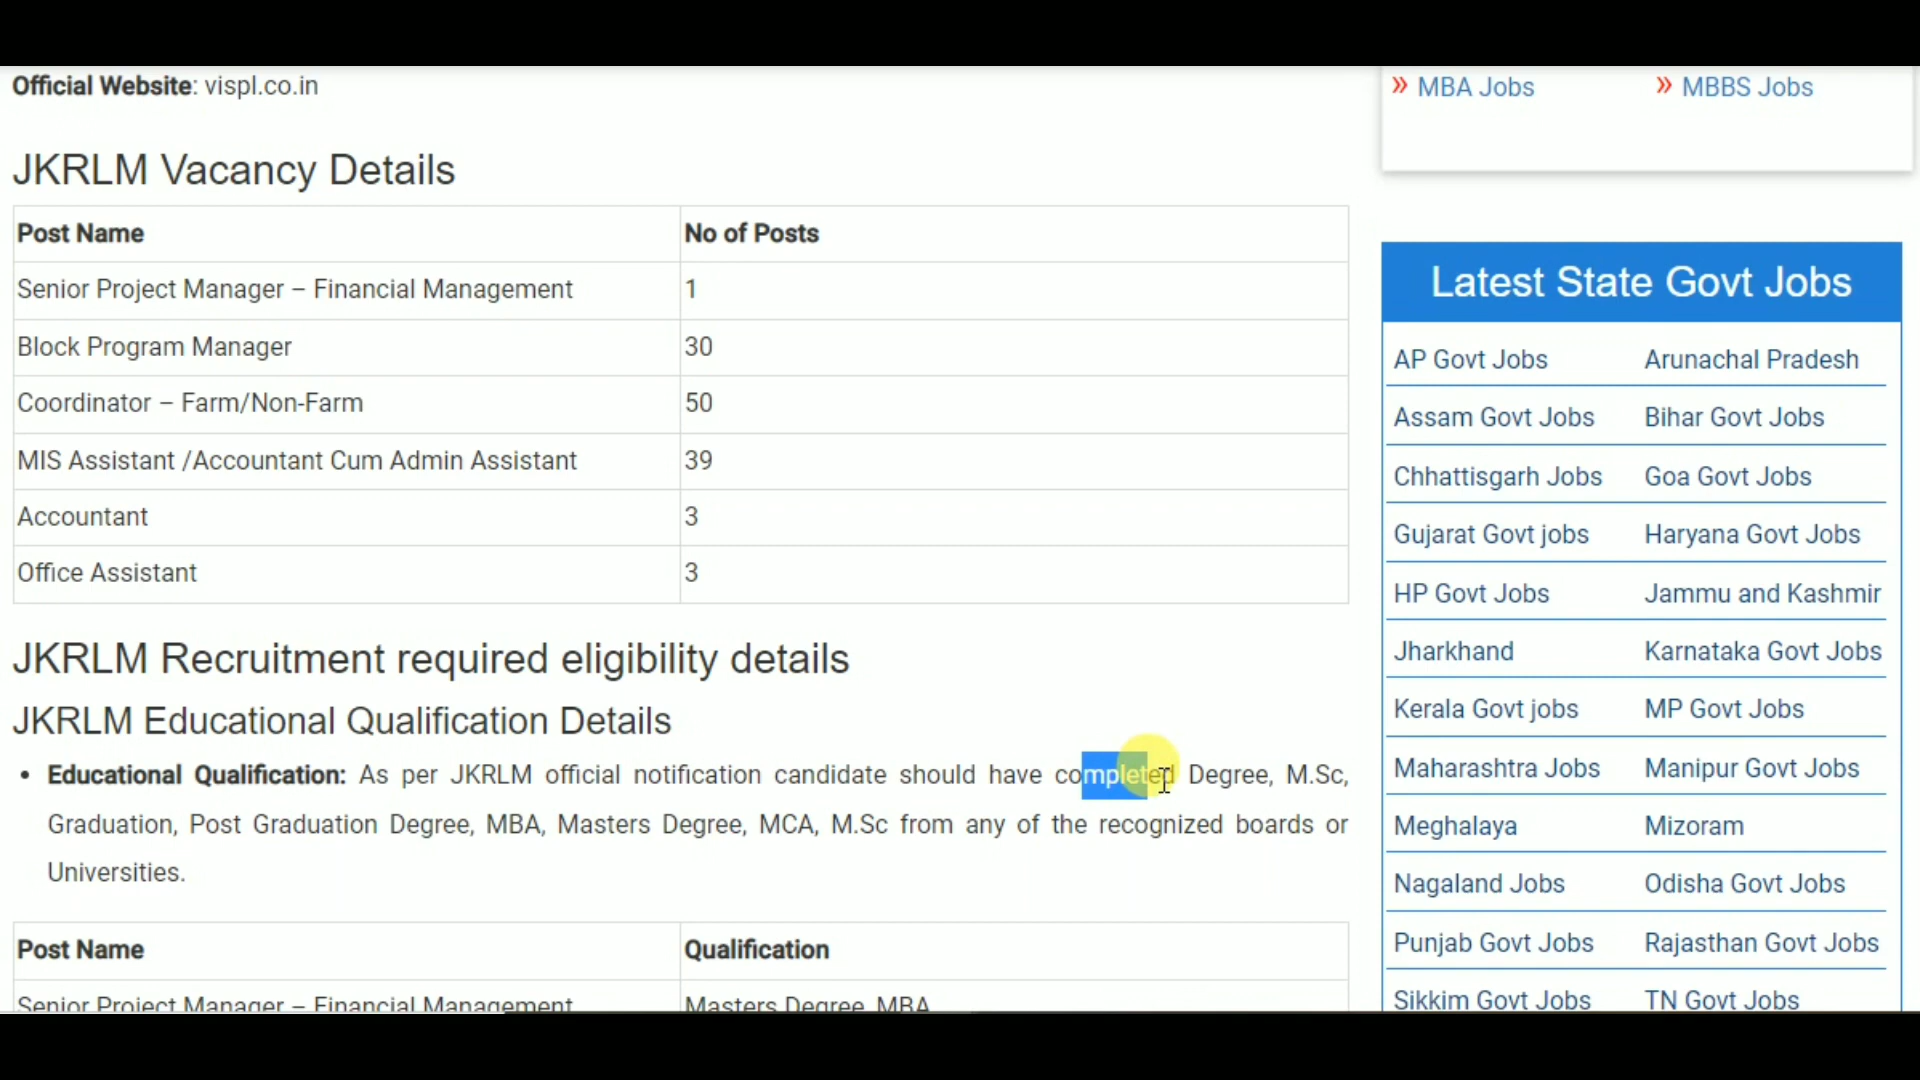 Official Website: vispl.co.in
JKRLM Vacancy Details
Post Name No of Posts
Senior Project Manager – Financial Management 1
Block Program Manager 30
Coordinator – Farm/Non-Farm 50
MIS Assistant /Accountant Cum Admin Assistant 39
Accountant 3
Office Assistant 3
JKRLM Recruitment required eligibility details
JKRLM Educational Qualification Details
• Educational Qualification: As per JKRLM official notification candidate should have completed Degree, M.Sc,
Graduation, Post Graduation Degree, MBA, Masters Degree, MCA, M.Sc from any of the recognized boards or
Universities.
Post Name Qualification
Senior Project Manager – Financial Management Masters Degree, MBA
» MBA Jobs » MBBS Jobs
Latest State Govt Jobs
AP Govt Jobs Arunachal Pradesh
Assam Govt Jobs Bihar Govt Jobs
Chhattisgarh Jobs Goa Govt Jobs
Gujarat Govt jobs Haryana Govt Jobs
HP Govt Jobs Jammu and Kashmir
Jharkhand Karnataka Govt Jobs
Kerala Govt jobs MP Govt Jobs
Maharashtra Jobs Manipur Govt Jobs
Meghalaya Mizoram
Nagaland Jobs Odisha Govt Jobs
Punjab Govt Jobs Rajasthan Govt Jobs
Sikkim Govt Jobs TN Govt Jobs